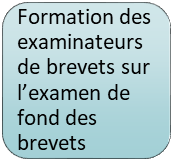 Formation des
examinateurs
de brevets sur
l’examen de
fond des
brevets